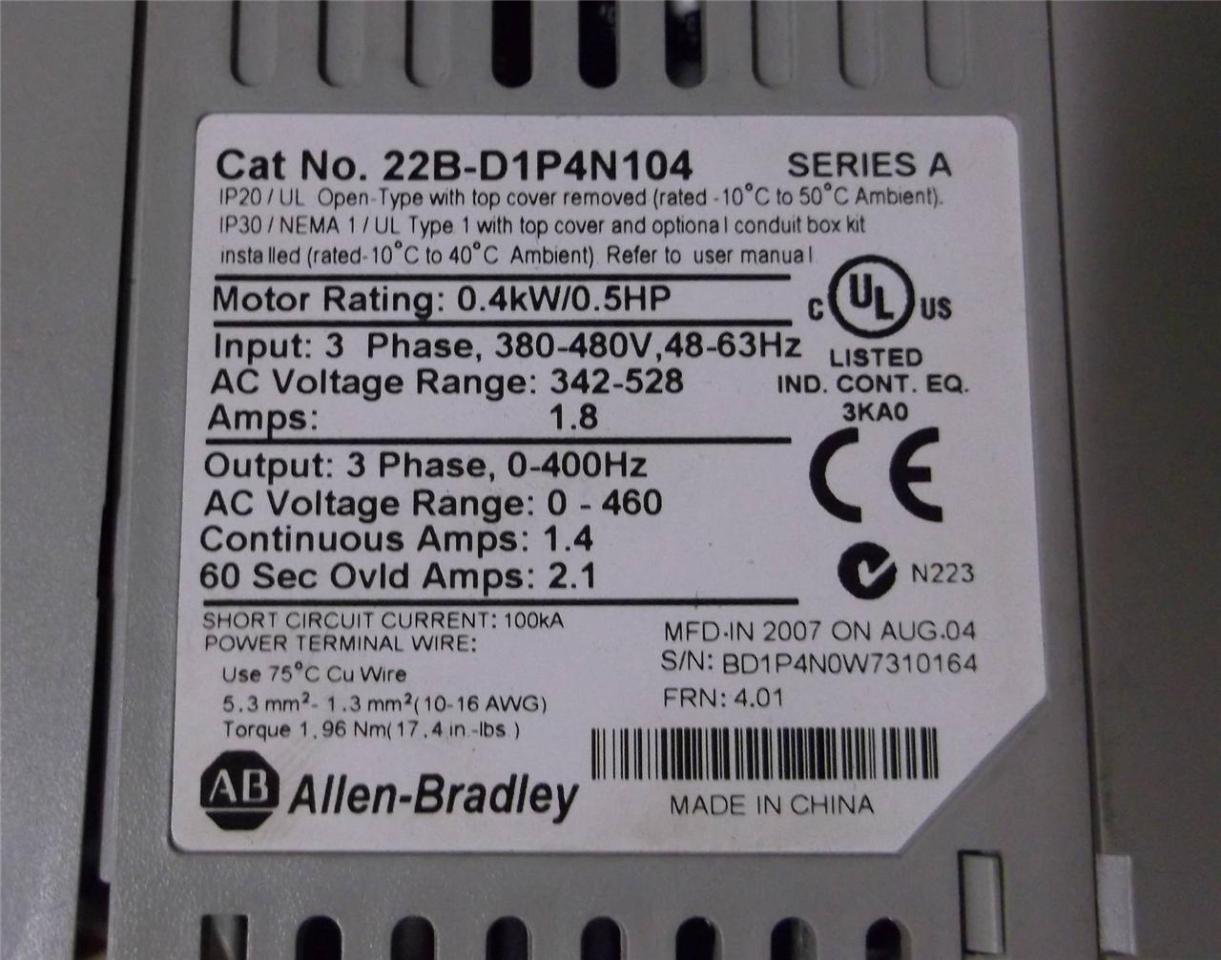 Cat No. 22B-D1P4N104 SERIES A
IP20 / UL Open-Type with top cover removed (rated -10°C to 50°C Ambient).
IP30 / NEMA 1 / UL Type 1 with top cover and optional conduit box kit
installed (rated-10°C to 40°C Ambient) Refer to user manual
Motor Rating: 0.4kW/0.5HP
C UL US
LISTED
IND. CONT. EQ.
3KA0
Input: 3 Phase, 380-480V,48-63Hz
AC Voltage Range: 342-528
Amps: 1.8
CE
Output: 3 Phase, 0-400Hz
AC Voltage Range: 0 - 460
Continuous Amps: 1.4
60 Sec Ovld Amps: 2.1
N223
SHORT CIRCUIT CURRENT: 100kA
POWER TERMINAL WIRE:
Use 75°C Cu Wire
5.3 mm²- 1.3 mm²(10-16 AWG)
Torque 1.96 Nm(17.4 in.-lbs )
MFD.IN 2007 ON AUG.04
S/N: BD1P4N0W7310164
FRN: 4.01
AB Allen-Bradley
MADE IN CHINA